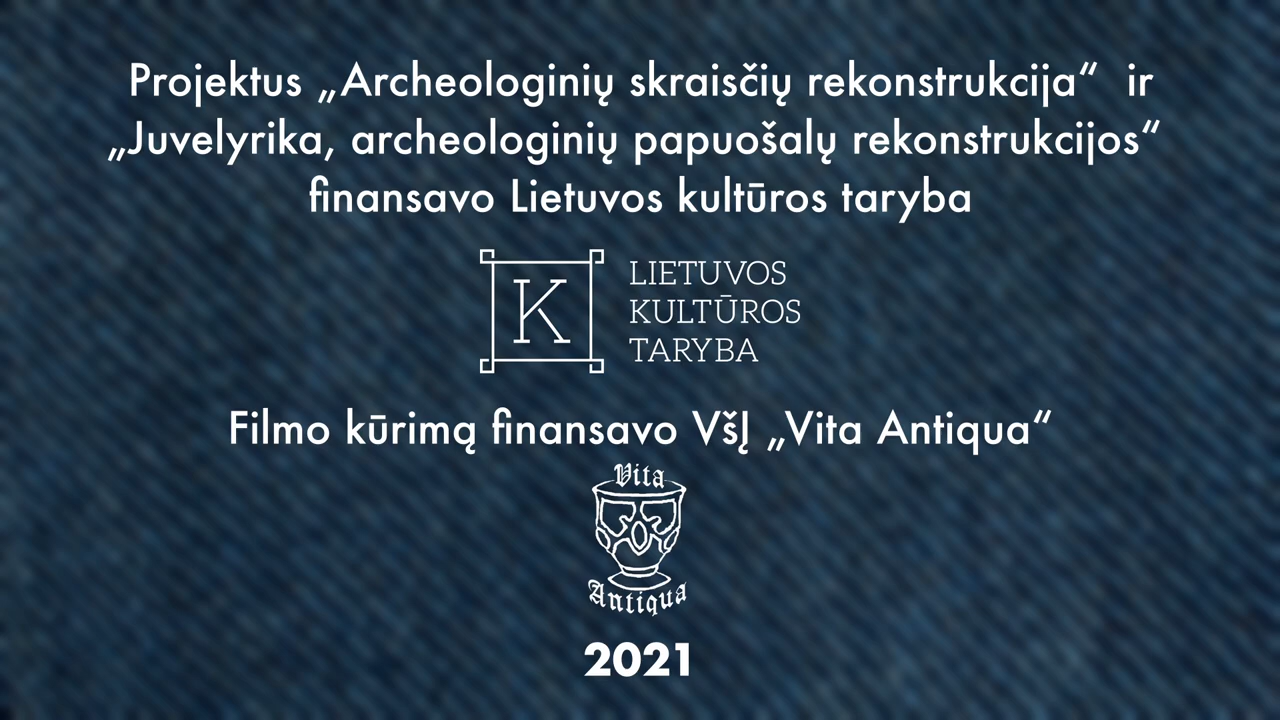 Projektus „Archeologinių skraisčių rekonstrukcija“ ir
„Juvelyrika, archeologinių papuošalų rekonstrukcijos“
finansavo Lietuvos kultūros taryba
K
LIETUVOS
KULTŪROS
TARYBA
Filmo kūrimą finansavo VšĮ „Vita Antiqua“
Vita
Antiqua
2021